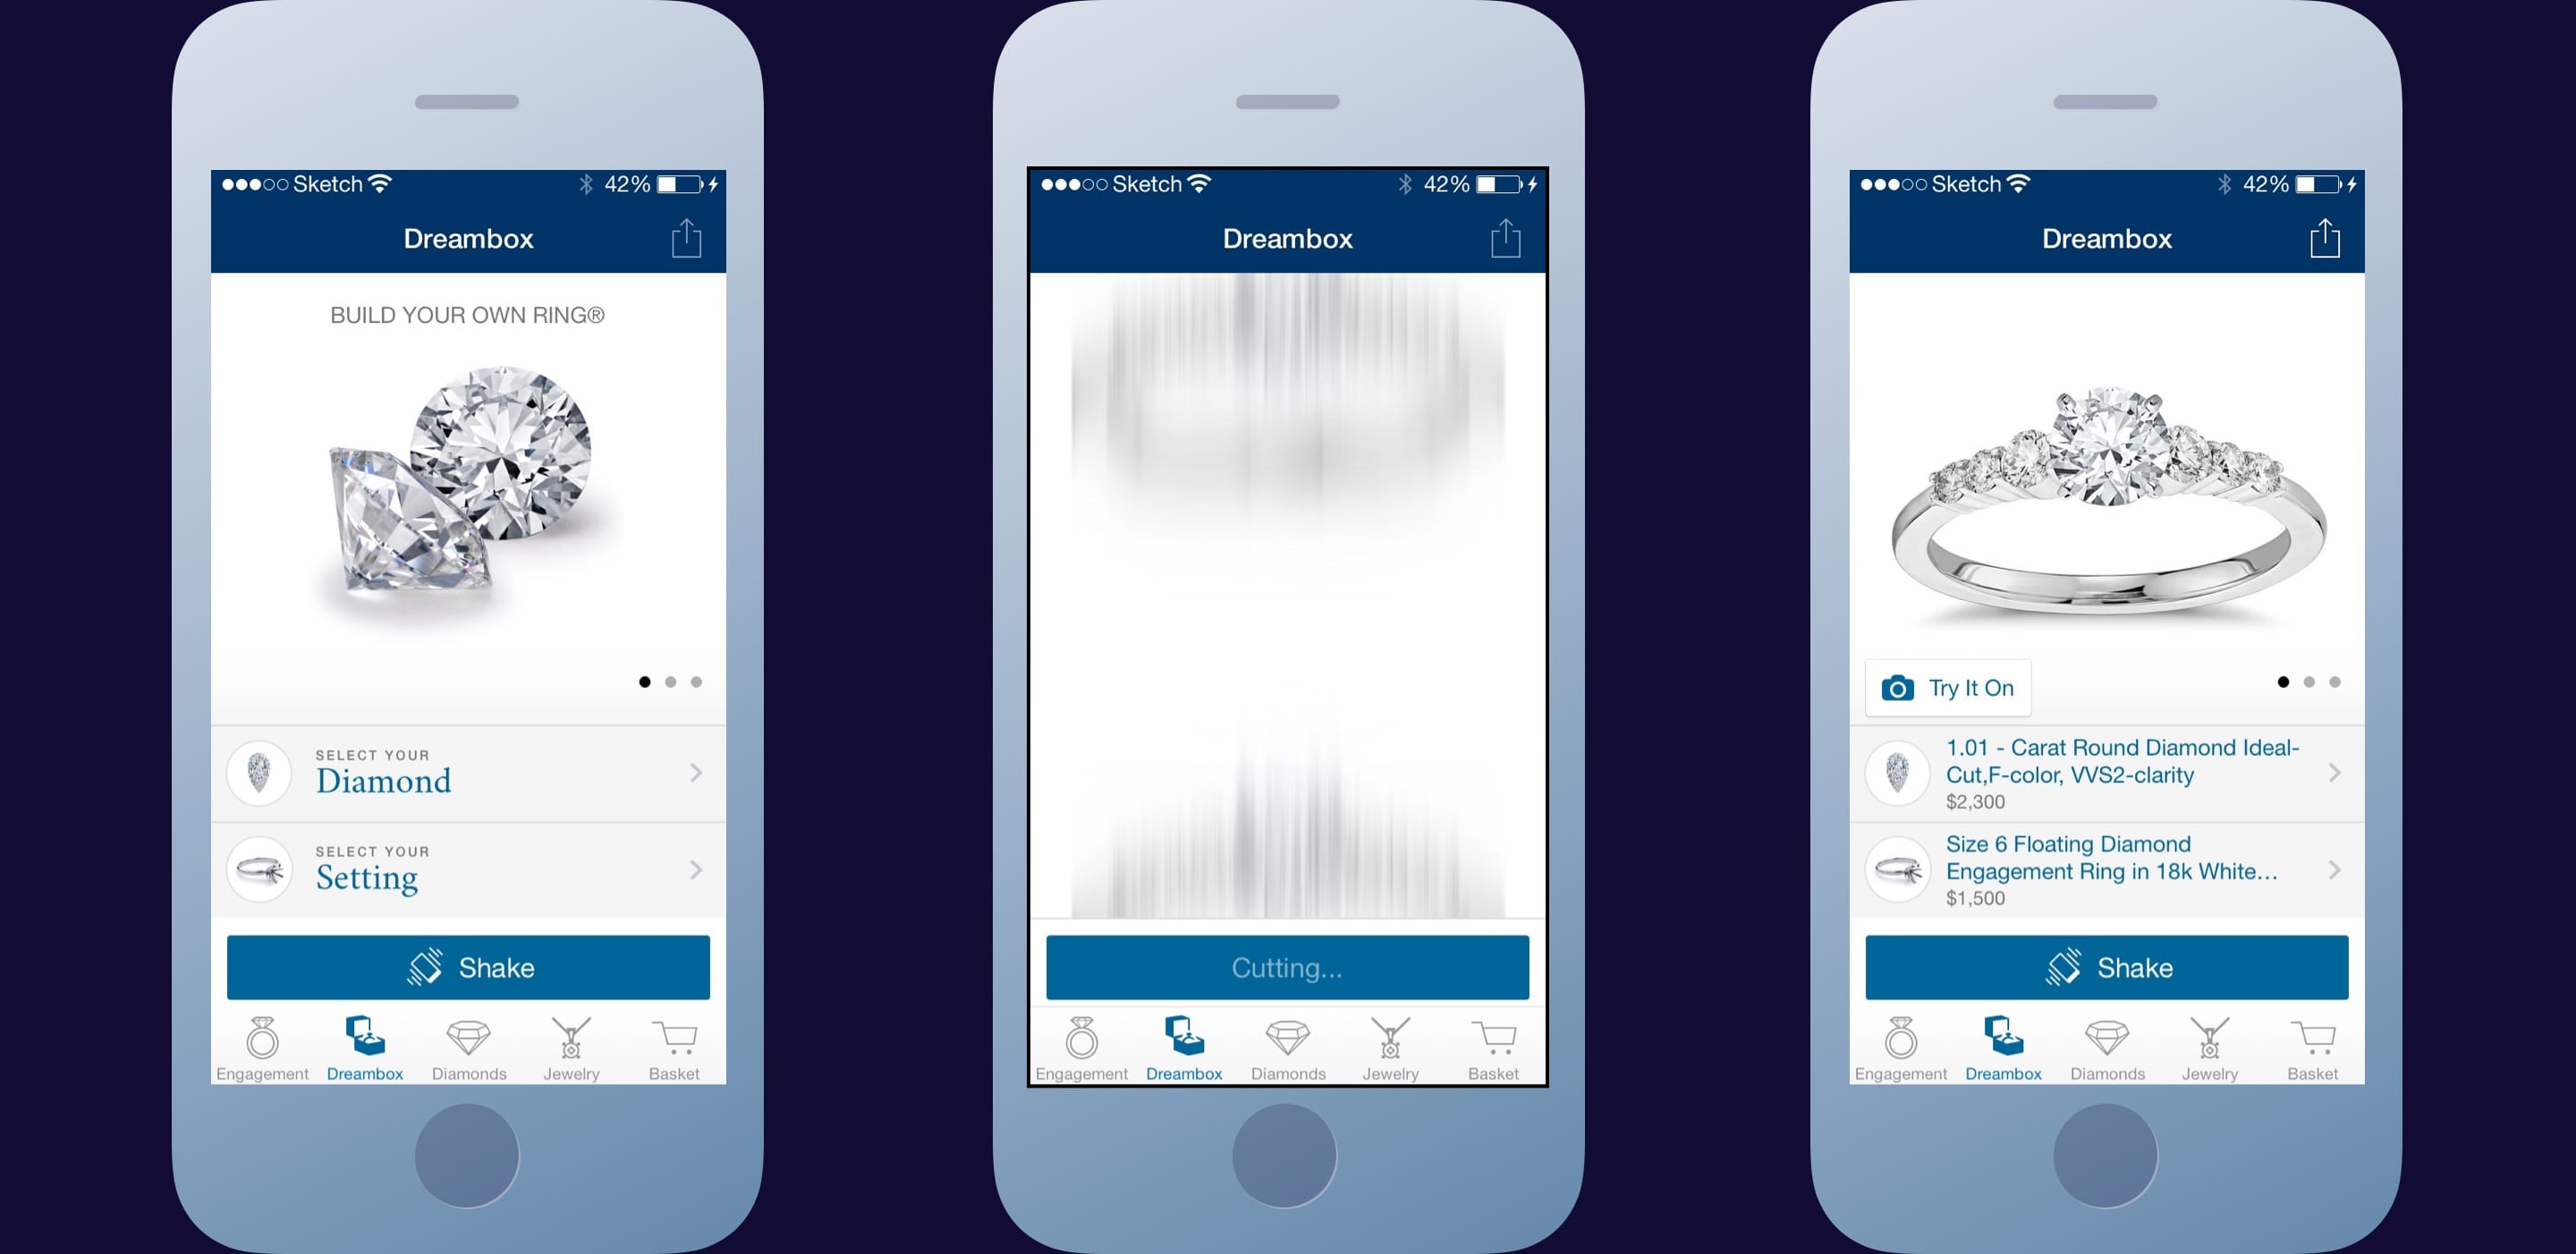 Sketch 42%
Dreambox
BUILD YOUR OWN RING®
SELECT YOUR
Diamond
SELECT YOUR
Setting
Shake
Engagement Dreambox Diamonds Jewelry Basket
Sketch 42%
Dreambox
Cutting...
Engagement Dreambox Diamonds Jewelry Basket
Sketch 42%
Dreambox
Try It On
1.01 - Carat Round Diamond Ideal-
Cut,F-color, VVS2-clarity
$2,300
Size 6 Floating Diamond
Engagement Ring in 18k White...
$1,500
Shake
Engagement Dreambox Diamonds Jewelry Basket